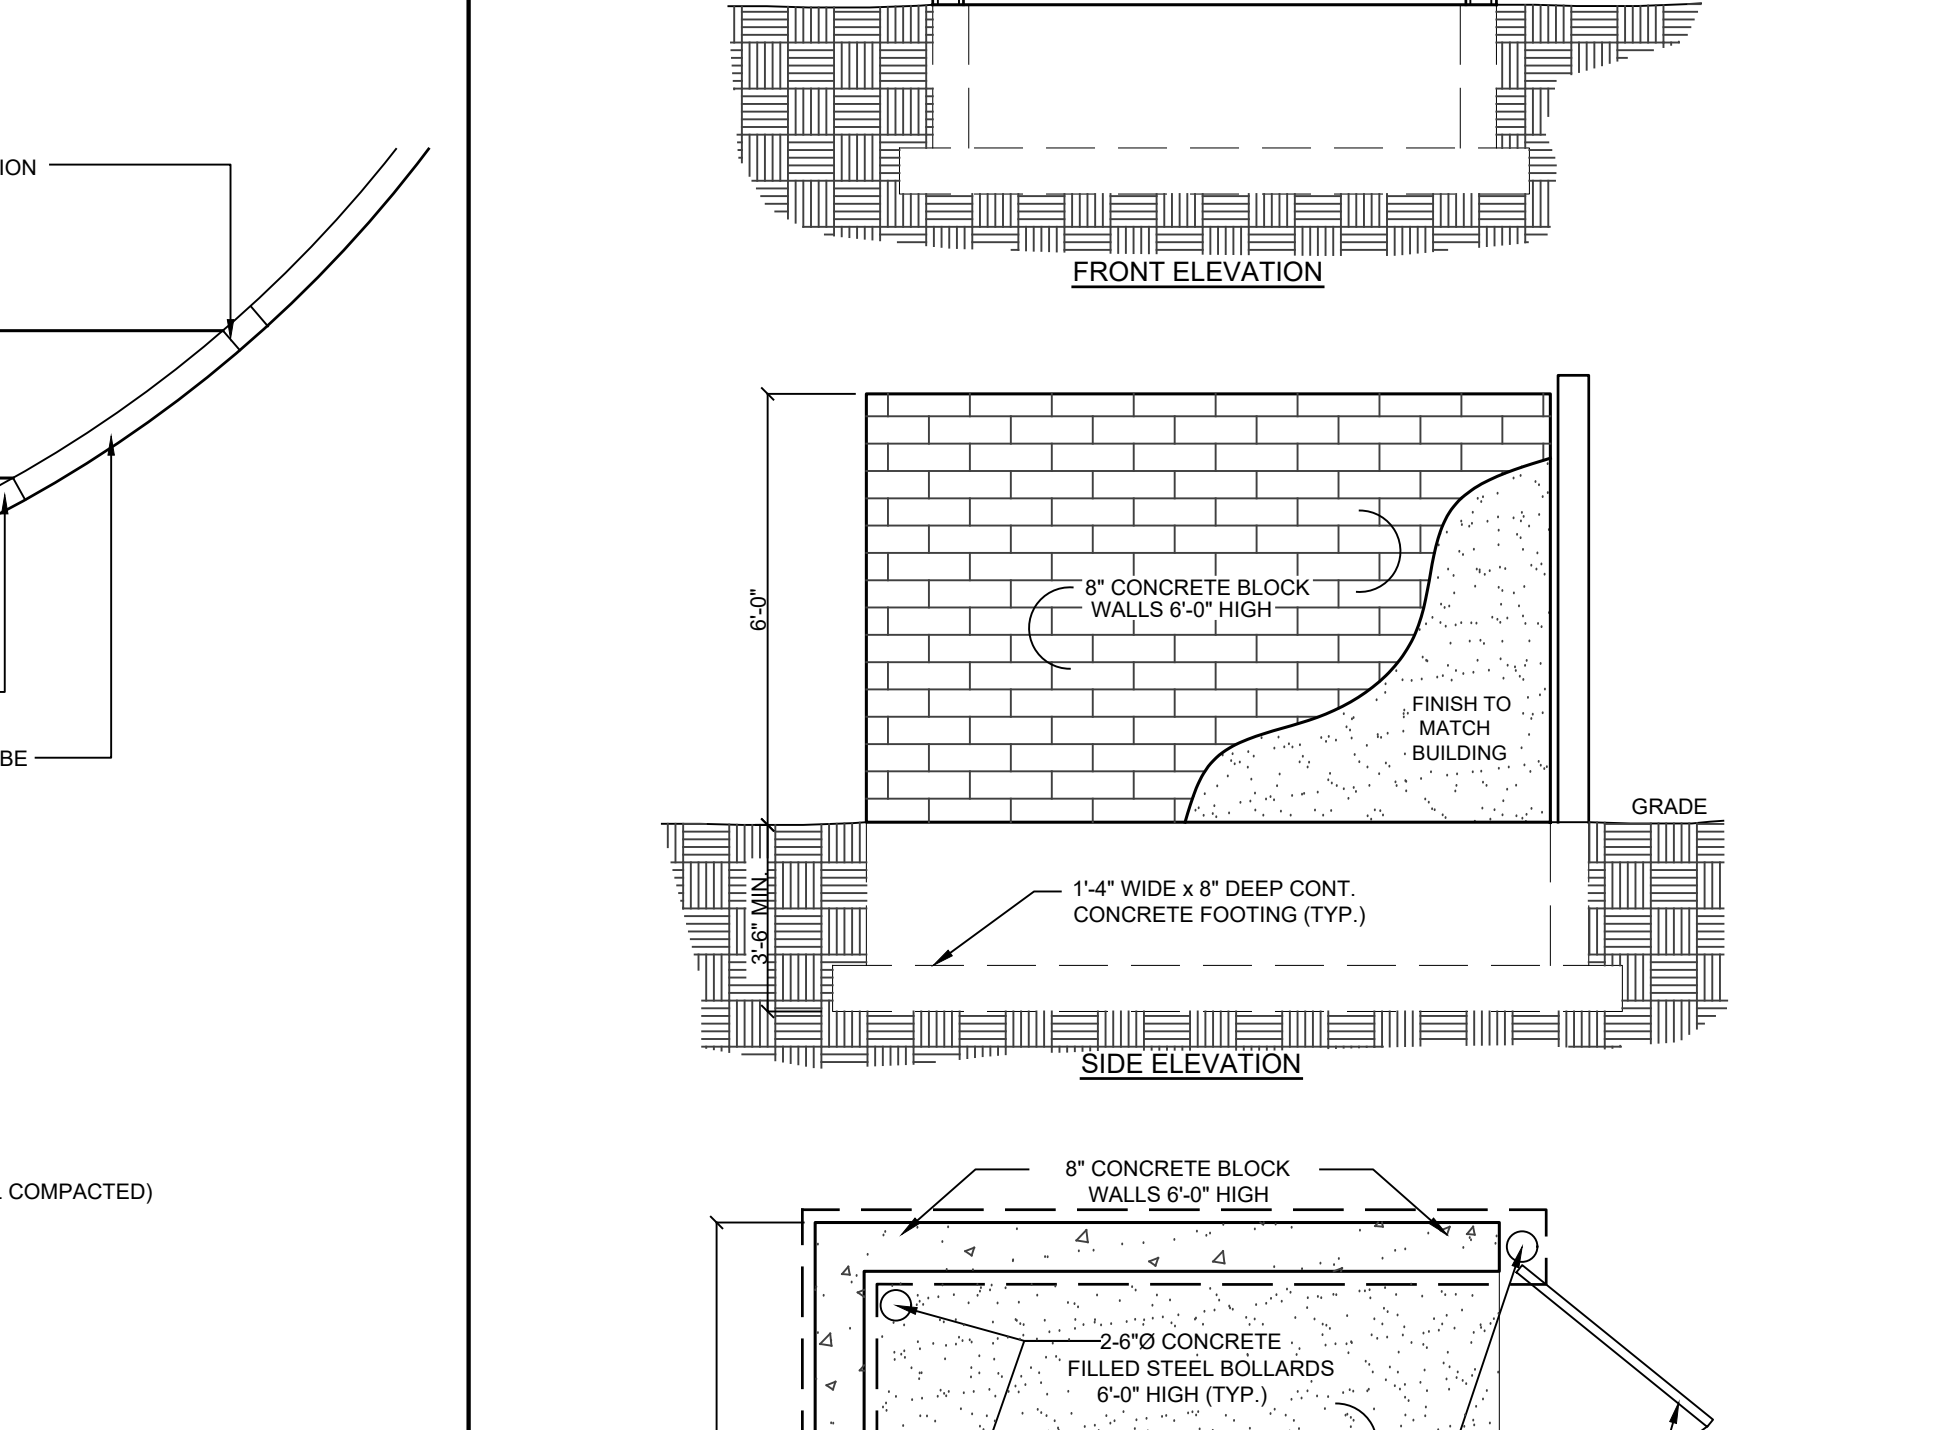 ION
BE
L COMPACTED)
FRONT ELEVATION
6'-0"
8" CONCRETE BLOCK
WALLS 6'-0" HIGH
FINISH TO
MATCH
BUILDING
GRADE
3'-6" MIN.
1'-4" WIDE x 8" DEEP CONT.
CONCRETE FOOTING (TYP.)
SIDE ELEVATION
8" CONCRETE BLOCK
WALLS 6'-0" HIGH
2-6"Ø CONCRETE
FILLED STEEL BOLLARDS
6'-0" HIGH (TYP.)